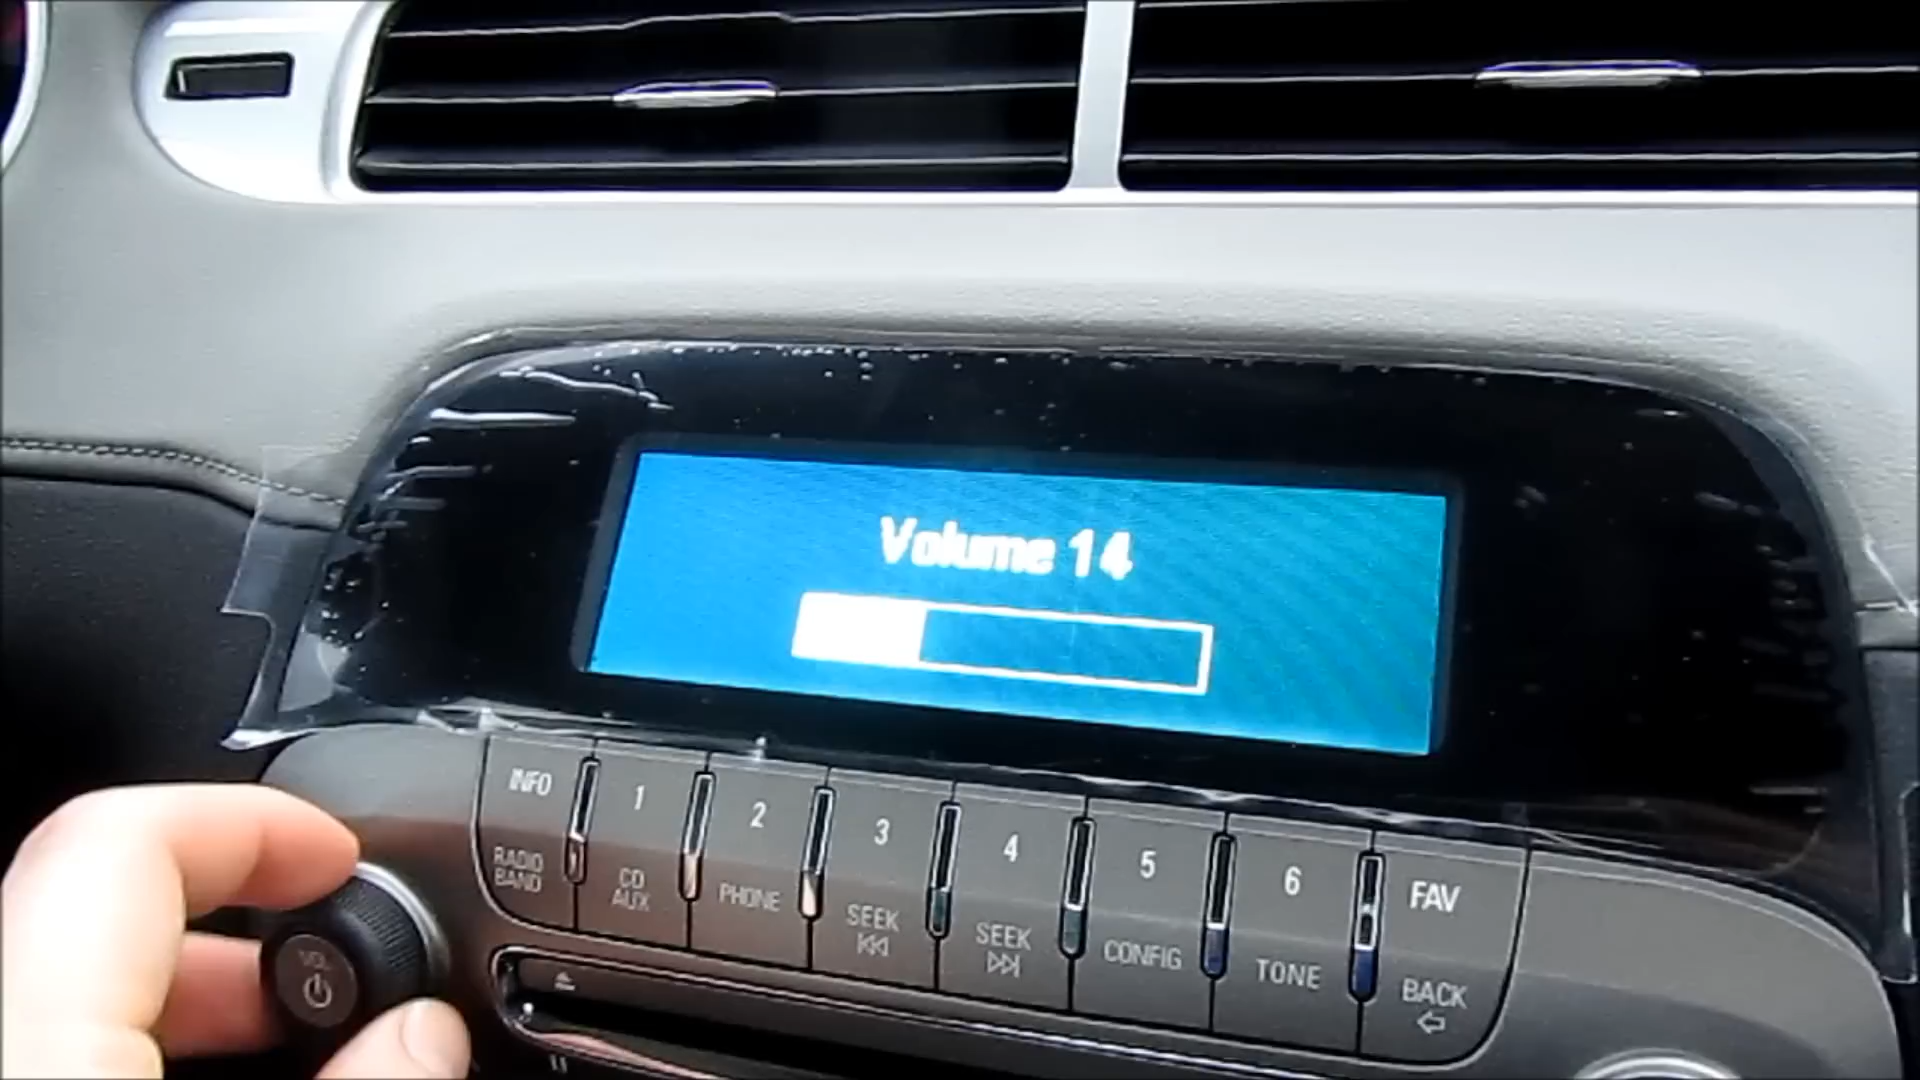 Volume 14
INFO
1
2
3
4
5
6
FAV
RADIO
BAND
CD
AUX
PHONE
SEEK
SEEK
CONFIG
TONE
BACK
VOL